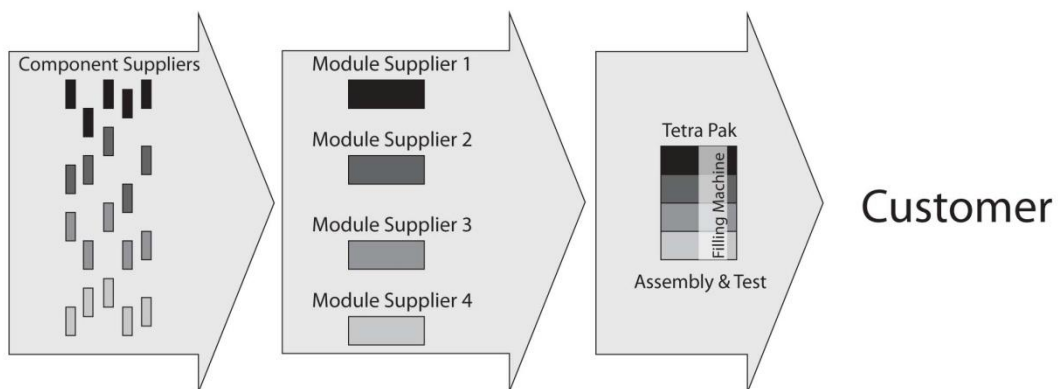 Component Suppliers
Module Supplier 1
Module Supplier 2
Module Supplier 3
Module Supplier 4
Tetra Pak
Filling Machine
Assembly & Test
Customer